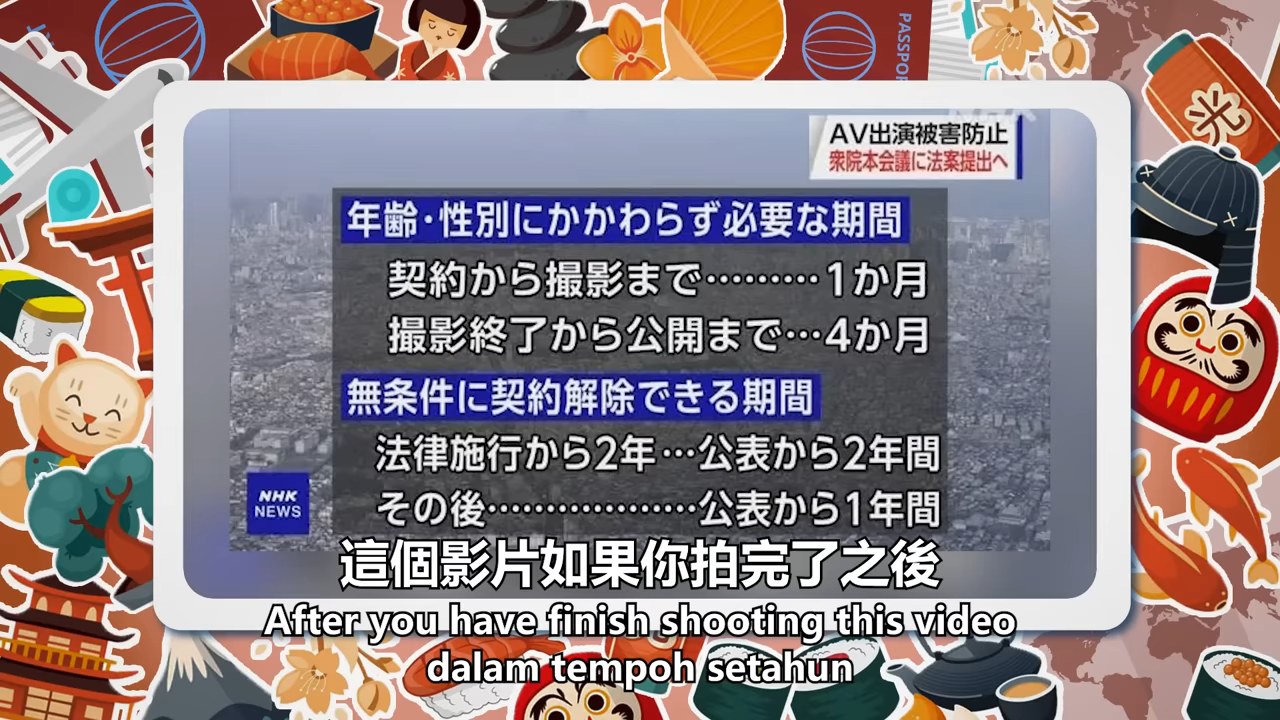 PASSPOR
AV出演被害防止
衆院本会議に法案提出へ
年齢・性別にかかわらず必要な期間
契約から撮影まで………1か月
撮影終了から公開まで…4か月
無条件に契約解除できる期間
法律施行から2年…公表から2年間
その後………………公表から1年間
NHK
NEWS
這個影片如果你拍完了之後
After you have finish shooting this video
dalam tempoh setahun